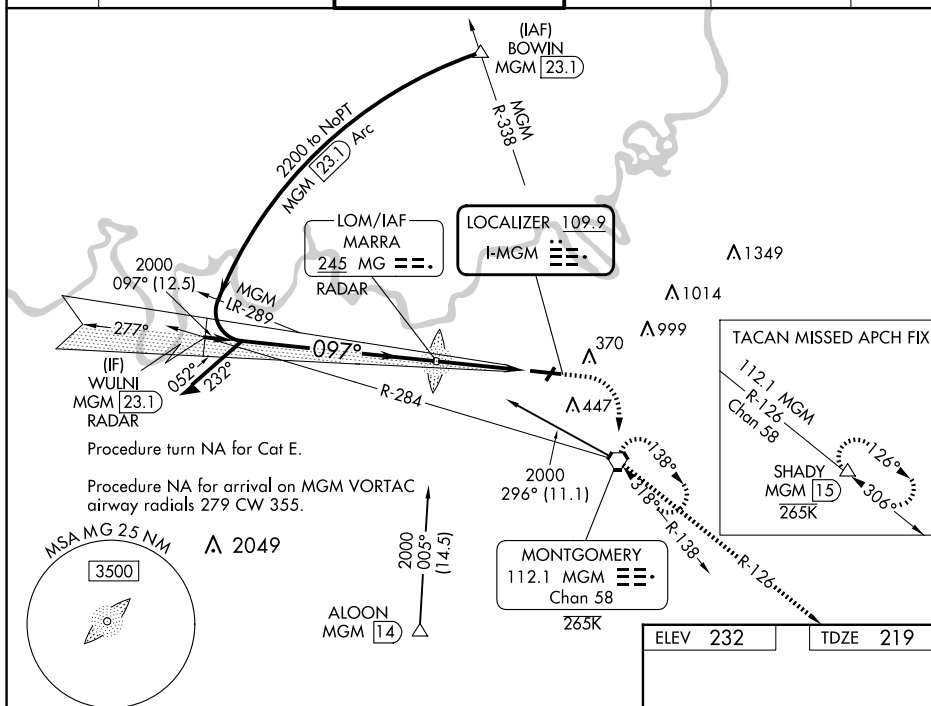 (IAF)
BOWIN
MGM 23.1
MGM
R-338
2200 to NoPT
MGM 23.1 Arc
LOM/IAF
MARRA
245 MG
RADAR
LOCALIZER 109.9
I-MGM
1349
1014
999
370
447
2000
097° (12.5)
MGM
LR-289
277°
097°
(IF)
WULNI
MGM 23.1
RADAR
052°
232°
R-284
TACAN MISSED APCH FIX
112.1 MGM
R-126
Chan 58
126°
SHADY
MGM 15
265K
306°
Procedure turn NA for Cat E.
Procedure NA for arrival on MGM VORTAC
airway radials 279 CW 355.
2000
296° (11.1)
138°
318°
R-138
R-126
MSA MG 25 NM
3500
2049
2000
005°
(14.5)
ALOON
MGM 14
MONTGOMERY
112.1 MGM
Chan 58
265K
ELEV 232
TDZE 219